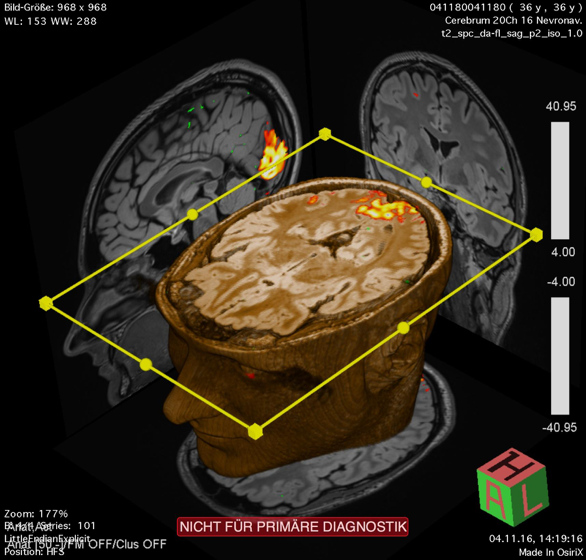 Bild-Größe: 968 x 968
WL: 153 WW: 288
041180041180 ( 36 y , 36 y )
Cerebrum 20Ch 16 Nevronav.
t2_spc_da-fl_sag_p2_iso_1.0
40.95
4.00
-4.00
-40.95
H
A
L
Zoom: 177%
Series: 101
LittleEndianExplicit
Position: HFS
FM OFF/Clus OFF
NICHT FÜR PRIMÄRE DIAGNOSTIK
04.11.16, 14:19:16
Made In OsiriX